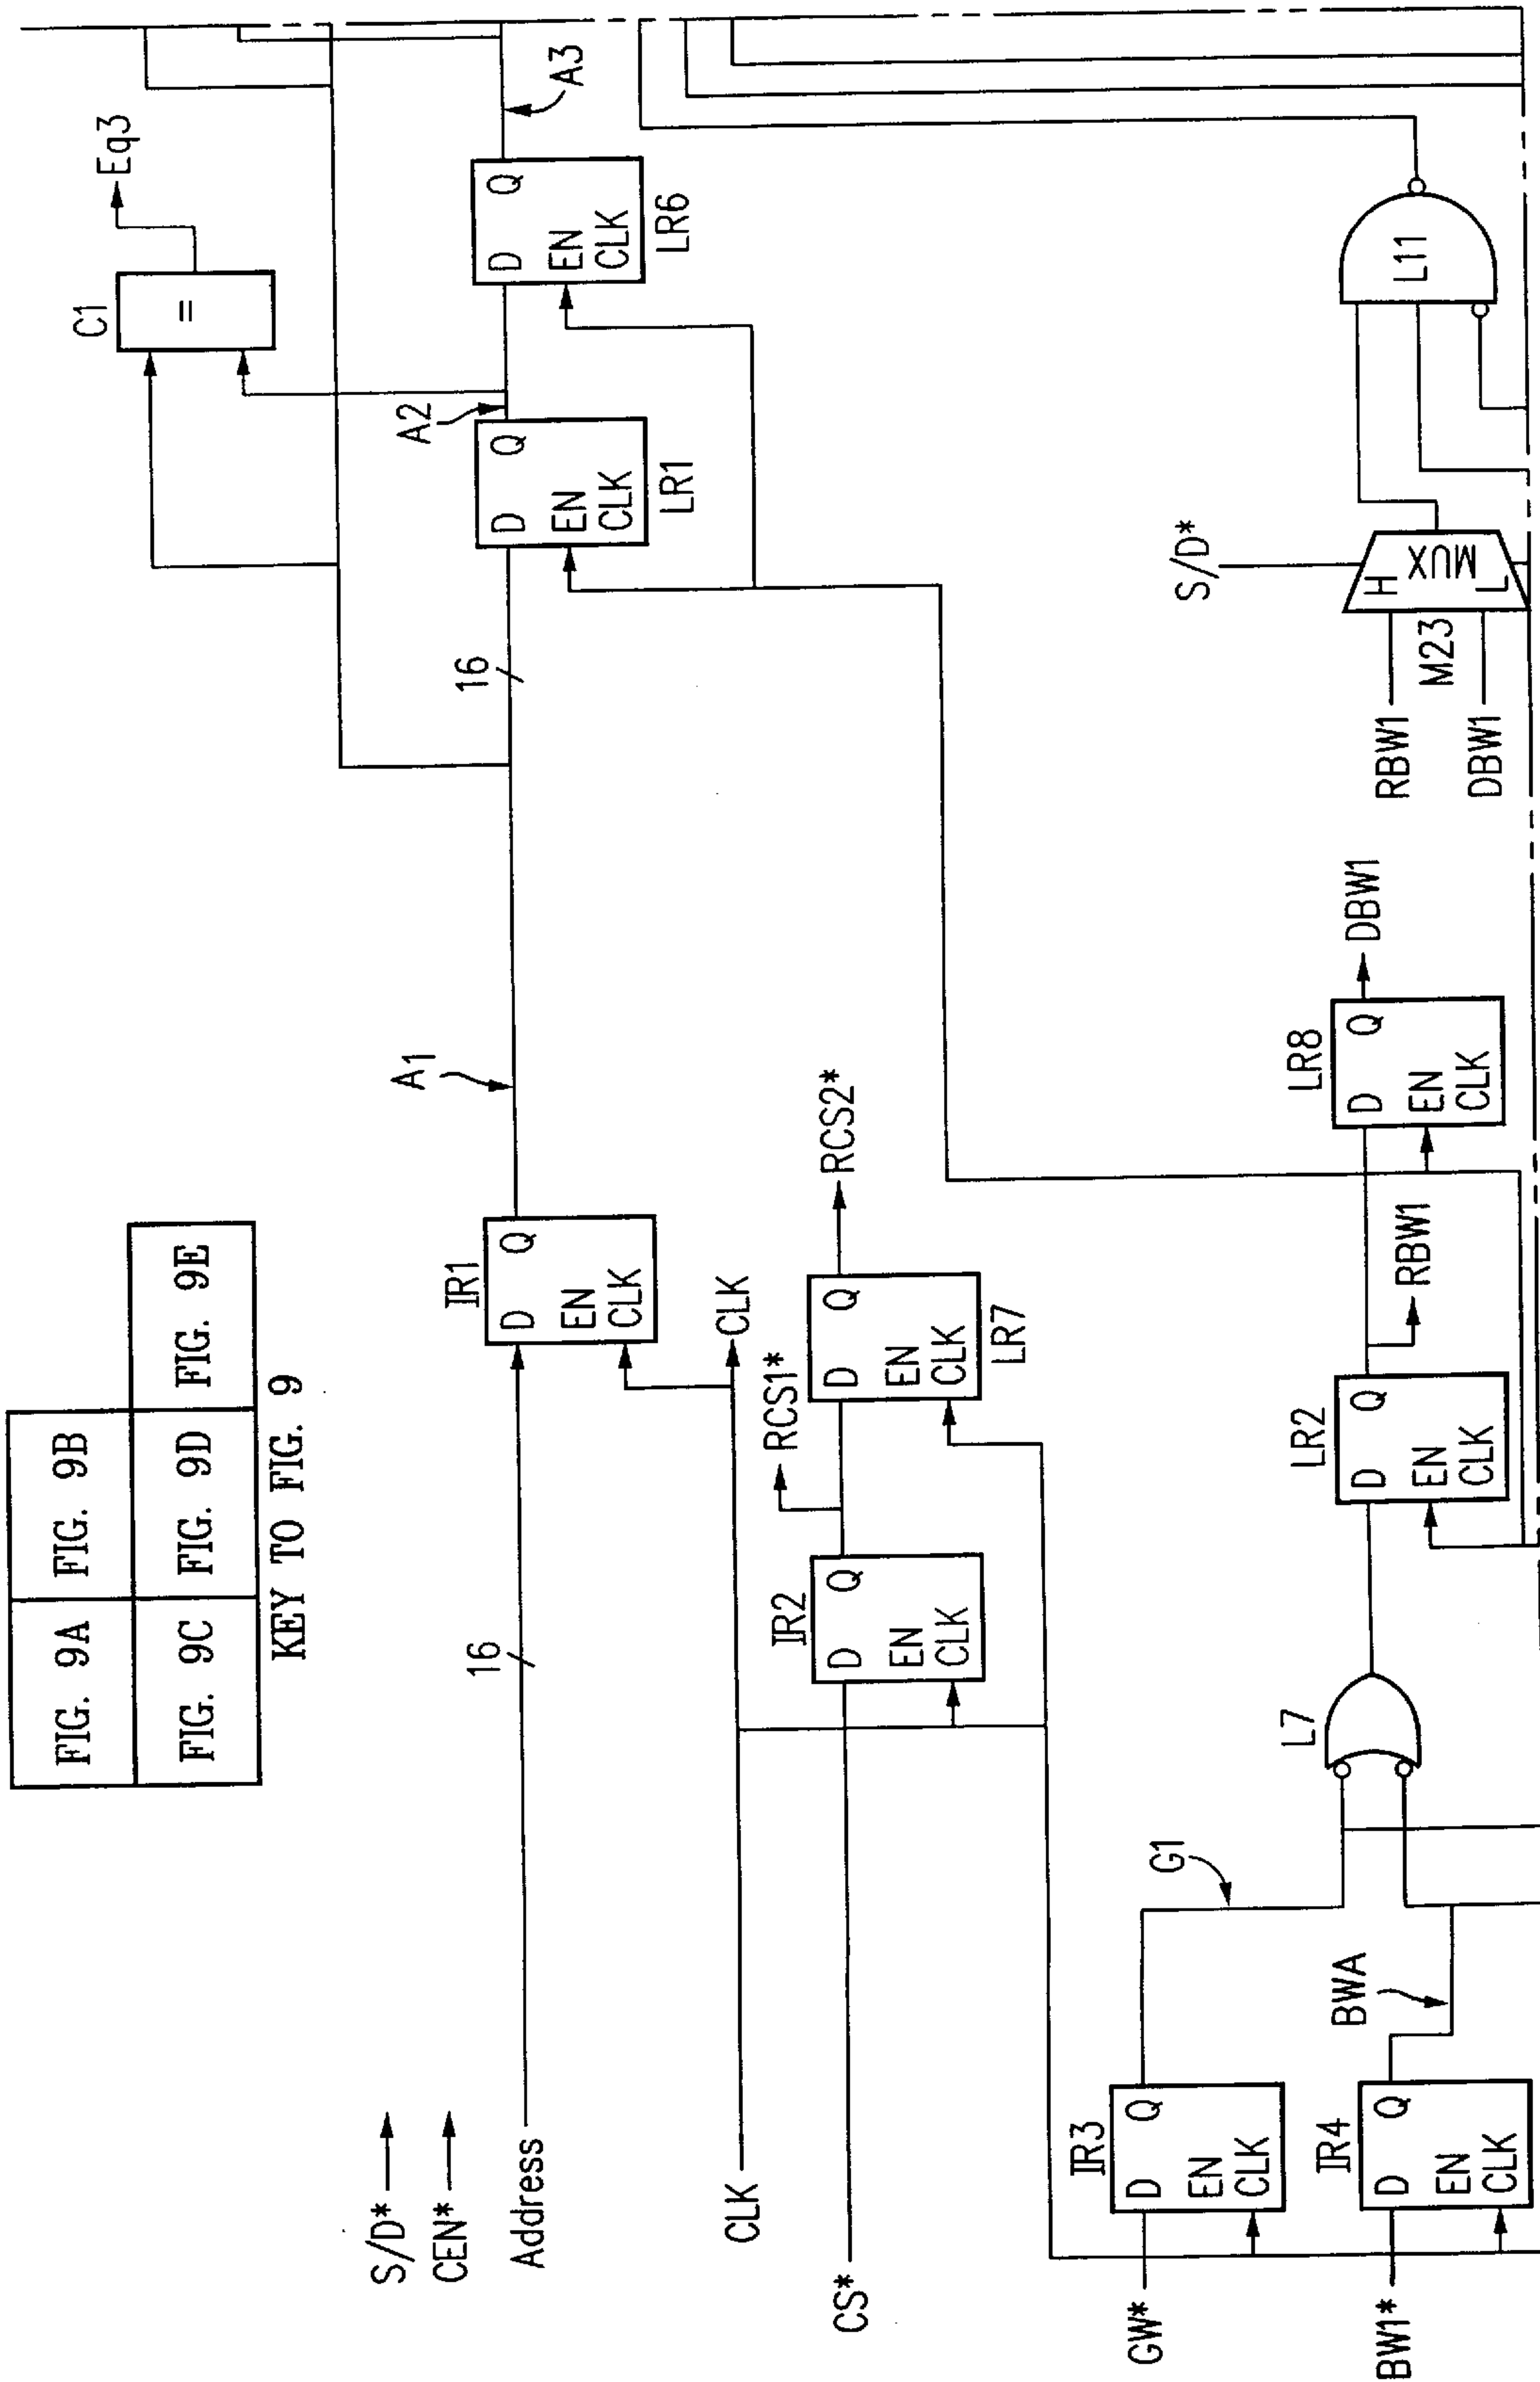 FIG. 9A FIG. 9B
FIG. 9C FIG. 9D FIG. 9E
KEY TO FIG. 9
S/D*
CEN*
Address
16
IR1
D Q
EN
CLK
A1
16
LR1
D Q
EN
CLK
A2
LR6
D Q
EN
CLK
A3
C1
=
Eq3
CLK
CLK
CS*
IR2
D Q
EN
CLK
RCS1*
LR7
D Q
EN
CLK
RCS2*
GW*
IR3
D Q
EN
CLK
G1
BW1*
IR4
D Q
EN
CLK
BWA
L7
LR2
D Q
EN
CLK
RBW1
LR8
D Q
EN
CLK
DBW1
S/D*
RBW1
M23
DBW1
H
MUX
L
L11